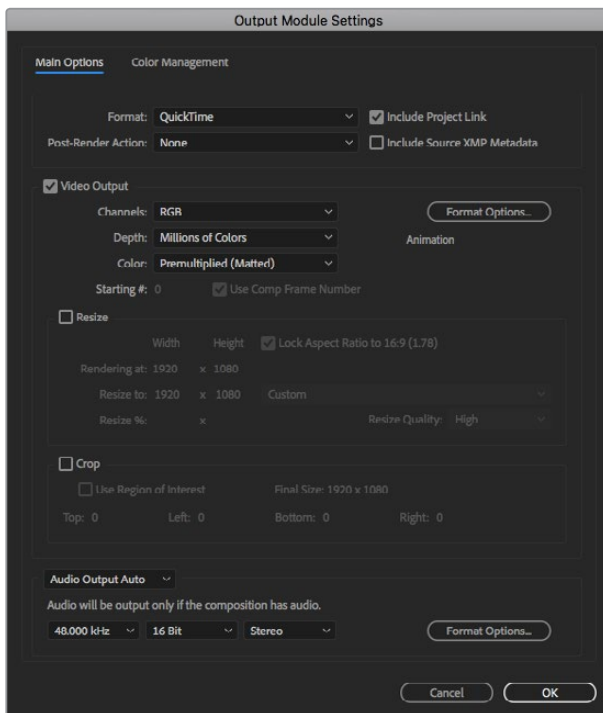 Output Module Settings
Main Options Color Management
Format: QuickTime Include Project Link
Post-Render Action: None Include Source XMP Metadata
Video Output
Channels: RGB Format Options...
Depth: Millions of Colors Animation
Color: Premultiplied (Matted)
Starting #: 0 Use Comp Frame Number
Resize
Width Height Lock Aspect Ratio to 16:9 (1.78)
Rendering at: 1920 x 1080
Resize to: 1920 x 1080 Custom
Resize %: x Resize Quality: High
Crop
Use Region of Interest Final Size: 1920 x 1080
Top: 0 Left: 0 Bottom: 0 Right: 0
Audio Output Auto
Audio will be output only if the composition has audio.
48.000 kHz 16 Bit Stereo Format Options...
Cancel OK